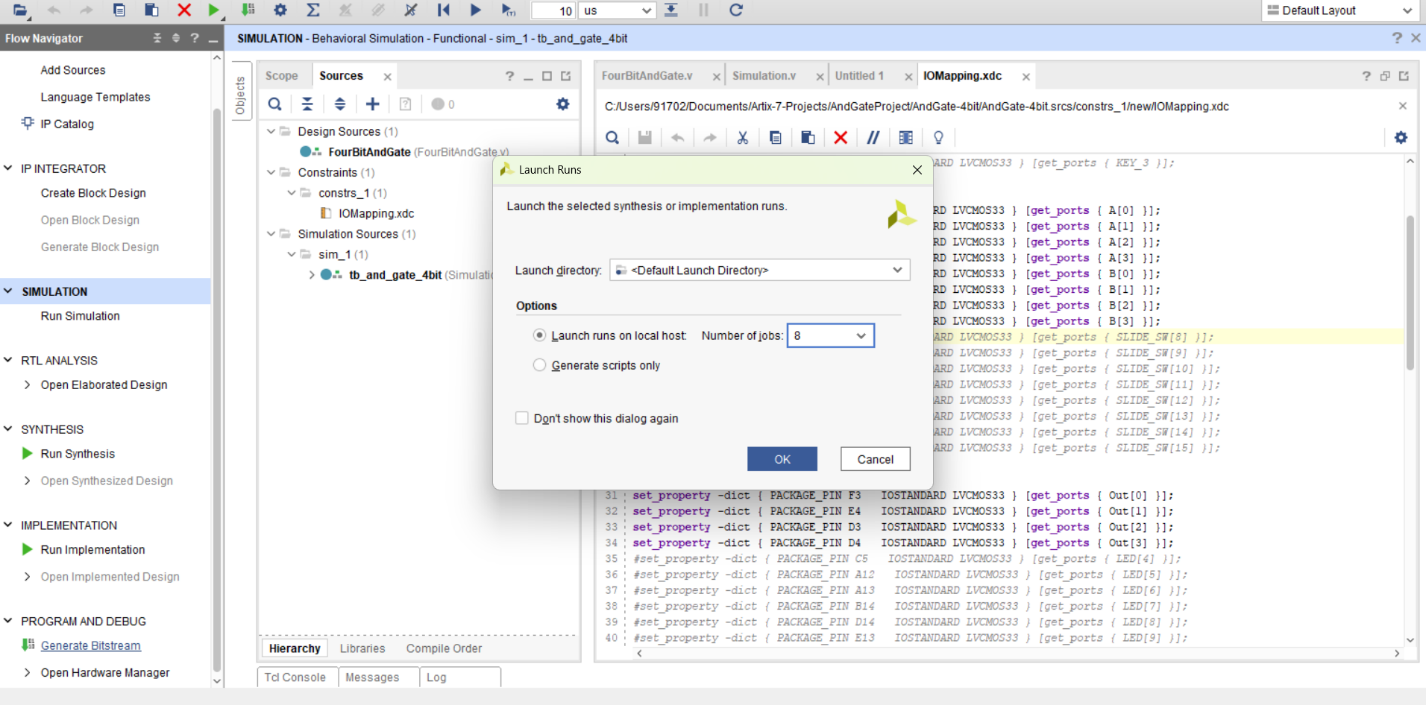 10 us Default Layout
Flow Navigator
SIMULATION - Behavioral Simulation - Functional - sim_1 - tb_and_gate_4bit
Add Sources
Language Templates
IP Catalog
IP INTEGRATOR
Create Block Design
Open Block Design
Generate Block Design
SIMULATION
Run Simulation
RTL ANALYSIS
Open Elaborated Design
SYNTHESIS
Run Synthesis
Open Synthesized Design
IMPLEMENTATION
Run Implementation
Open Implemented Design
PROGRAM AND DEBUG
Generate Bitstream
Open Hardware Manager
Objects
Scope Sources
0
Design Sources (1)
FourBitAndGate (FourBitAndGate.v)
Constraints (1)
constrs_1 (1)
IOMapping.xdc
Simulation Sources (1)
sim_1 (1)
tb_and_gate_4bit (Simulatio
Hierarchy Libraries Compile Order
Tcl Console Messages Log
Launch Runs
Launch the selected synthesis or implementation runs.
Launch directory: <Default Launch Directory>
Options
Launch runs on local host: Number of jobs: 8
Generate scripts only
Don't show this dialog again
OK Cancel
FourBitAndGate.v Simulation.v Untitled 1 IOMapping.xdc
C:/Users/91702/Documents/Artix-7-Projects/AndGateProject/AndGate-4bit/AndGate-4bit.srcs/constrs_1/new/IOMapping.xdc
ARD LVCMOS33 } [get_ports { KEY_3 }];
RD LVCMOS33 } [get_ports { A[0] }];
RD LVCMOS33 } [get_ports { A[1] }];
RD LVCMOS33 } [get_ports { A[2] }];
RD LVCMOS33 } [get_ports { A[3] }];
RD LVCMOS33 } [get_ports { B[0] }];
RD LVCMOS33 } [get_ports { B[1] }];
RD LVCMOS33 } [get_ports { B[2] }];
RD LVCMOS33 } [get_ports { B[3] }];
ARD LVCMOS33 } [get_ports { SLIDE_SW[8] }];
ARD LVCMOS33 } [get_ports { SLIDE_SW[9] }];
ARD LVCMOS33 } [get_ports { SLIDE_SW[10] }];
ARD LVCMOS33 } [get_ports { SLIDE_SW[11] }];
ARD LVCMOS33 } [get_ports { SLIDE_SW[12] }];
ARD LVCMOS33 } [get_ports { SLIDE_SW[13] }];
ARD LVCMOS33 } [get_ports { SLIDE_SW[14] }];
ARD LVCMOS33 } [get_ports { SLIDE_SW[15] }];
31 set_property -dict { PACKAGE_PIN F3 IOSTANDARD LVCMOS33 } [get_ports { Out[0] }];
32 set_property -dict { PACKAGE_PIN E4 IOSTANDARD LVCMOS33 } [get_ports { Out[1] }];
33 set_property -dict { PACKAGE_PIN D3 IOSTANDARD LVCMOS33 } [get_ports { Out[2] }];
34 set_property -dict { PACKAGE_PIN D4 IOSTANDARD LVCMOS33 } [get_ports { Out[3] }];
35 #set_property -dict { PACKAGE_PIN C5 IOSTANDARD LVCMOS33 } [get_ports { LED[4] }];
36 #set_property -dict { PACKAGE_PIN A12 IOSTANDARD LVCMOS33 } [get_ports { LED[5] }];
37 #set_property -dict { PACKAGE_PIN A13 IOSTANDARD LVCMOS33 } [get_ports { LED[6] }];
38 #set_property -dict { PACKAGE_PIN B14 IOSTANDARD LVCMOS33 } [get_ports { LED[7] }];
39 #set_property -dict { PACKAGE_PIN D14 IOSTANDARD LVCMOS33 } [get_ports { LED[8] }];
40 #set_property -dict { PACKAGE_PIN E13 IOSTANDARD LVCMOS33 } [get_ports { LED[9] }];